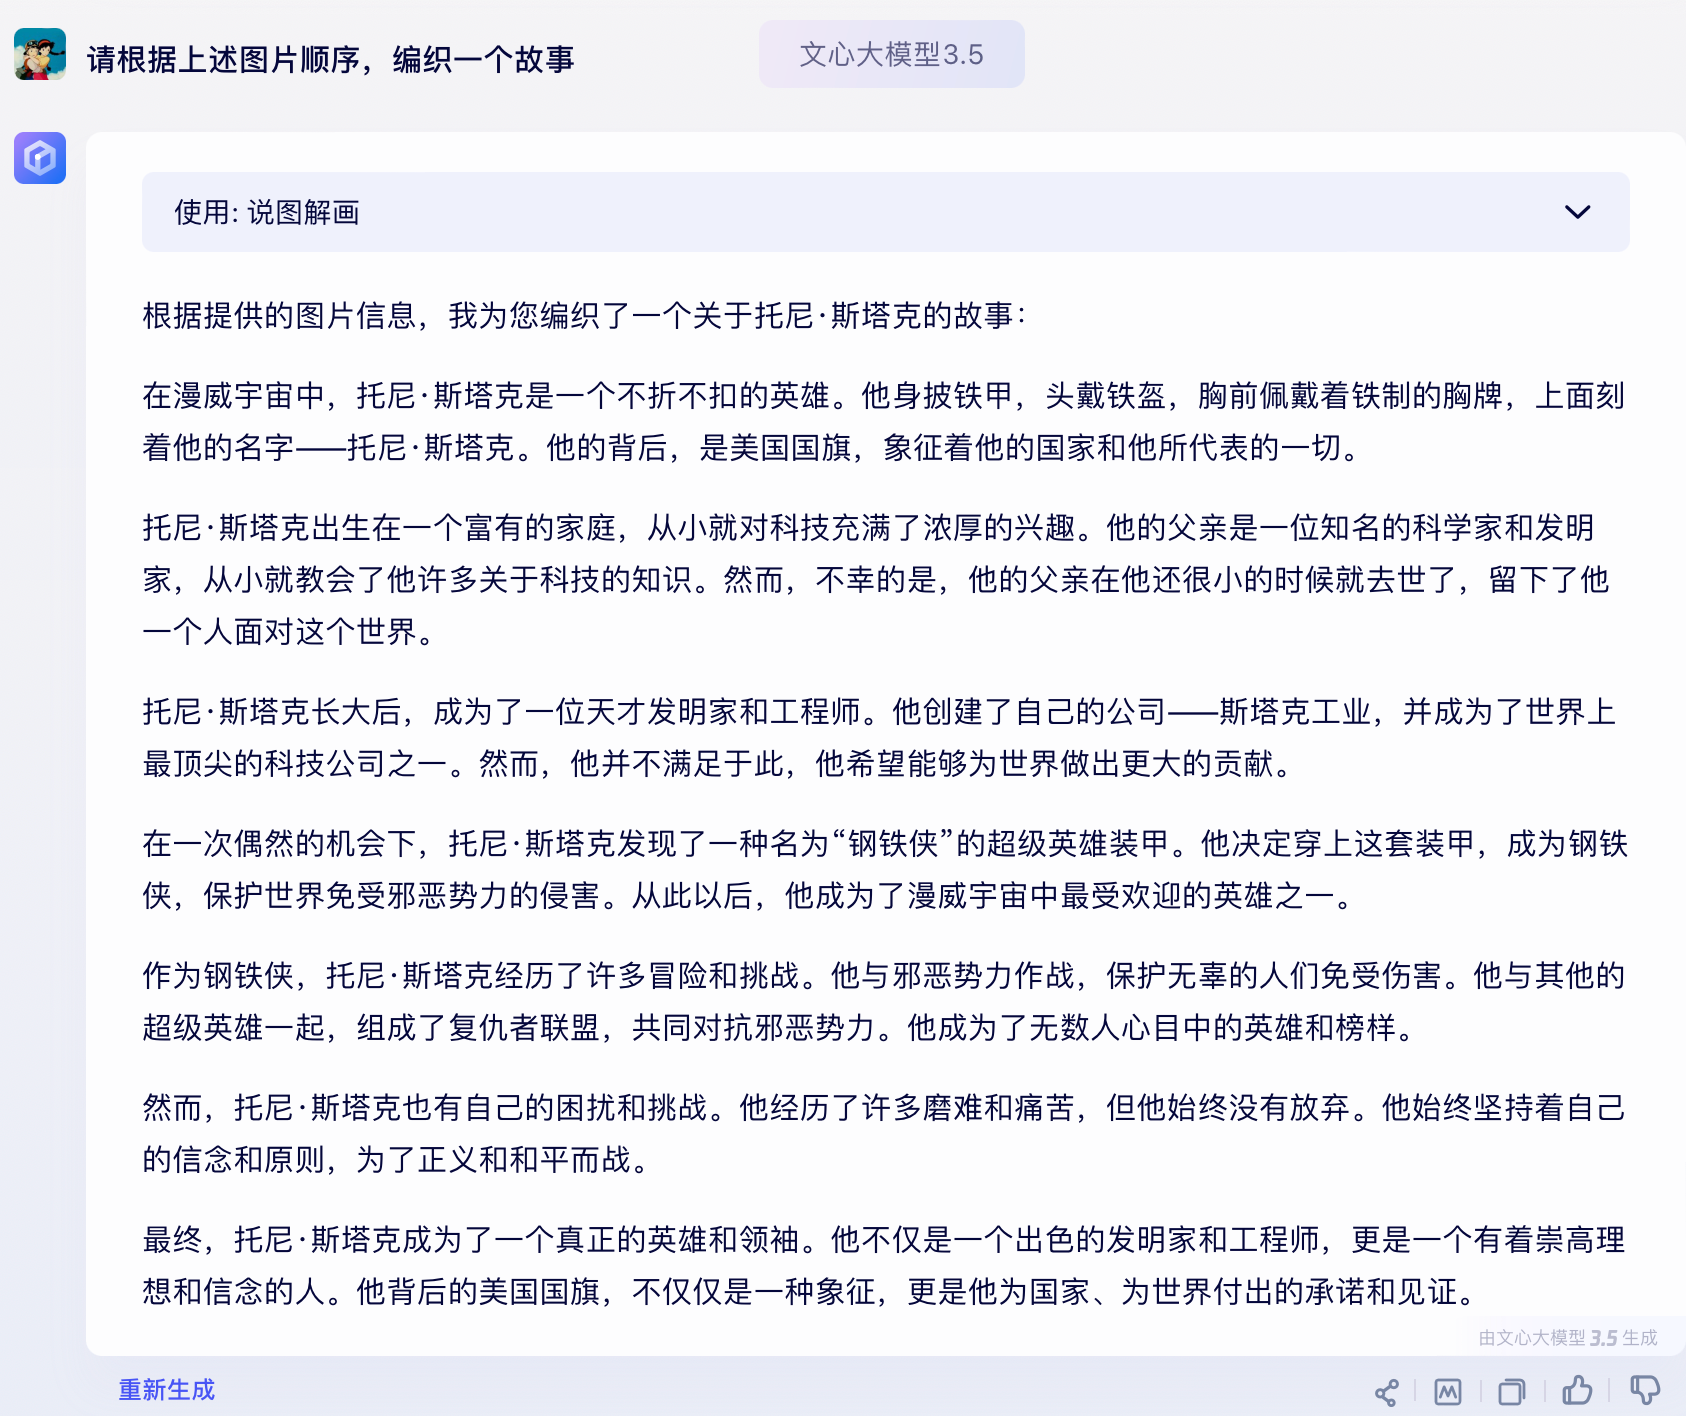 请根据上述图片顺序，编织一个故事
文心大模型3.5
使用: 说图解画
根据提供的图片信息，我为您编织了一个关于托尼·斯塔克的故事：
在漫威宇宙中，托尼·斯塔克是一个不折不扣的英雄。他身披铁甲，头戴铁盔，胸前佩戴着铁制的胸牌，上面刻
着他的名字——托尼·斯塔克。他的背后，是美国国旗，象征着他的国家和他所代表的一切。
托尼·斯塔克出生在一个富有的家庭，从小就对科技充满了浓厚的兴趣。他的父亲是一位知名的科学家和发明
家，从小就教会了他许多关于科技的知识。然而，不幸的是，他的父亲在他还很小的时候就去世了，留下了他
一个人面对这个世界。
托尼·斯塔克长大后，成为了一位天才发明家和工程师。他创建了自己的公司——斯塔克工业，并成为了世界上
最顶尖的科技公司之一。然而，他并不满足于此，他希望能够为世界做出更大的贡献。
在一次偶然的机会下，托尼·斯塔克发现了一种名为“钢铁侠”的超级英雄装甲。他决定穿上这套装甲，成为钢铁
侠，保护世界免受邪恶势力的侵害。从此以后，他成为了漫威宇宙中最受欢迎的英雄之一。
作为钢铁侠，托尼·斯塔克经历了许多冒险和挑战。他与邪恶势力作战，保护无辜的人们免受伤害。他与其他的
超级英雄一起，组成了复仇者联盟，共同对抗邪恶势力。他成为了无数人心目中的英雄和榜样。
然而，托尼·斯塔克也有自己的困扰和挑战。他经历了许多磨难和痛苦，但他始终没有放弃。他始终坚持着自己
的信念和原则，为了正义和和平而战。
最终，托尼·斯塔克成为了一个真正的英雄和领袖。他不仅是一个出色的发明家和工程师，更是一个有着崇高理
想和信念的人。他背后的美国国旗，不仅仅是一种象征，更是他为国家、为世界付出的承诺和见证。
由文心大模型 3.5 生成
重新生成